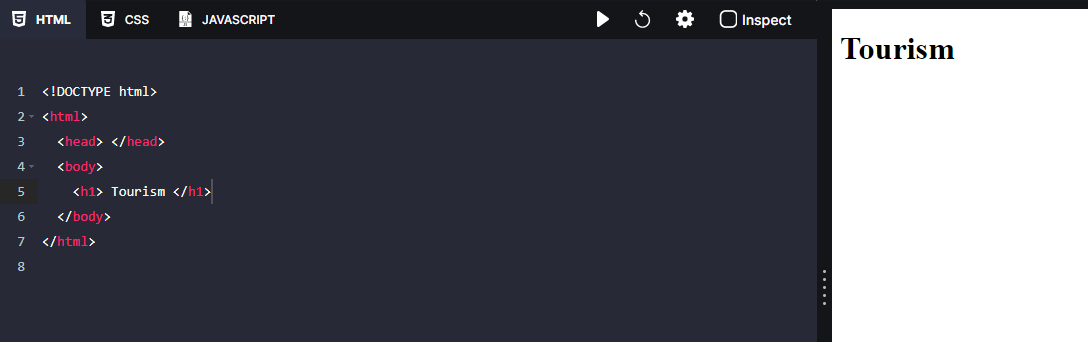 HTML CSS JAVASCRIPT Inspect
1 <!DOCTYPE html>
2 <html>
3 <head> </head>
4 <body>
5 <h1> Tourism </h1>
6 </body>
7 </html>
8
Tourism